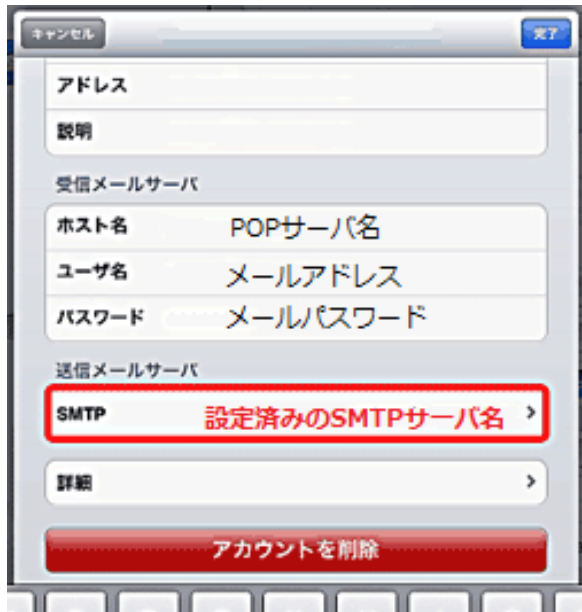 キャンセル 完了
アドレス
説明
受信メールサーバ
ホスト名 POPサーバ名
ユーザ名 メールアドレス
パスワード メールパスワード
送信メールサーバ
SMTP 設定済みのSMTPサーバ名 >
詳細 >
アカウントを削除